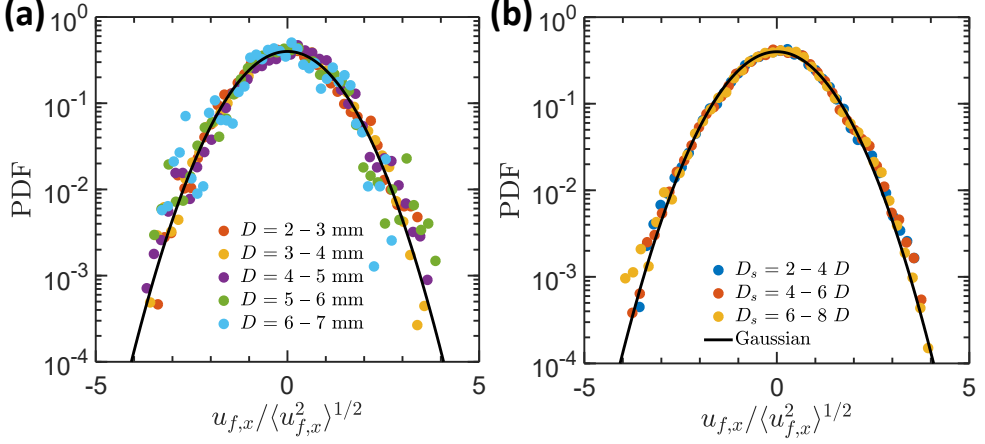 (a)
PDF
10^0
10^-1
10^-2
10^-3
10^-4
-5
0
5
u_{f,x}/⟨u²_{f,x}⟩^{1/2}
D = 2 – 3 mm
D = 3 – 4 mm
D = 4 – 5 mm
D = 5 – 6 mm
D = 6 – 7 mm
(b)
PDF
10^0
10^-1
10^-2
10^-3
10^-4
-5
0
5
u_{f,x}/⟨u²_{f,x}⟩^{1/2}
D_s = 2 – 4 D
D_s = 4 – 6 D
D_s = 6 – 8 D
Gaussian